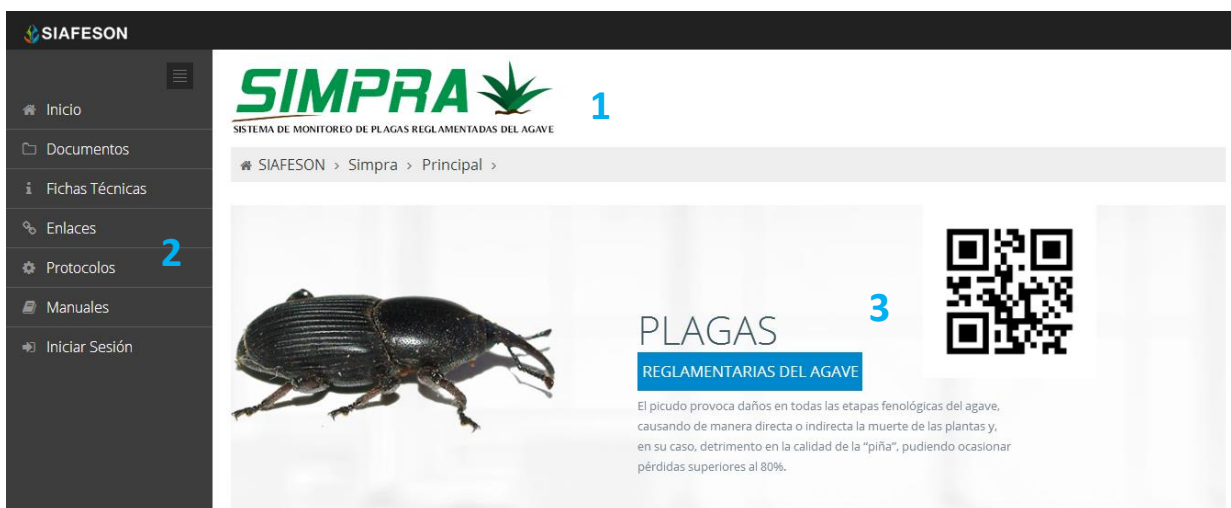 SIAFESON
SIMPRA
SISTEMA DE MONITOREO DE PLAGAS REGLAMENTADAS DEL AGAVE
1
SIAFESON > Simpra > Principal >
Inicio
Documentos
Fichas Técnicas
Enlaces
Protocolos
Manuales
Iniciar Sesión
2
3
PLAGAS
REGLAMENTARIAS DEL AGAVE
El picudo provoca daños en todas las etapas fenológicas del agave,
causando de manera directa o indirecta la muerte de las plantas y,
en su caso, detrimento en la calidad de la “piña”, pudiendo ocasionar
pérdidas superiores al 80%.